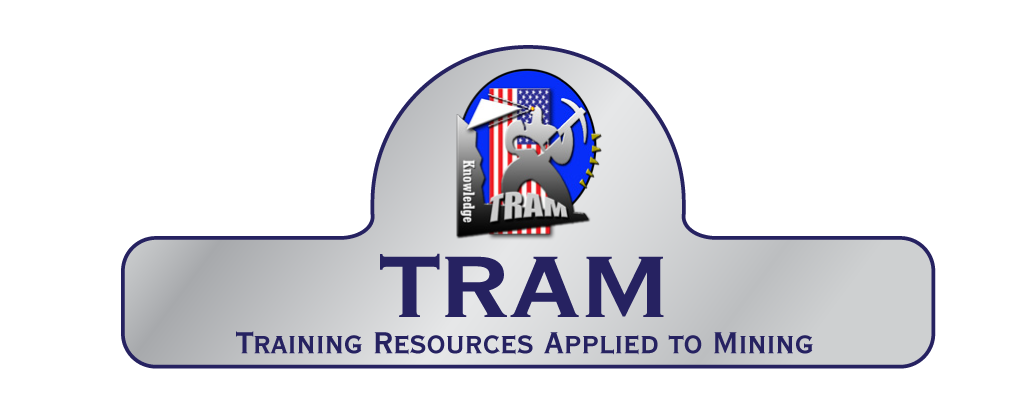 Knowledge
TRAM
TRAM
Training Resources Applied to Mining